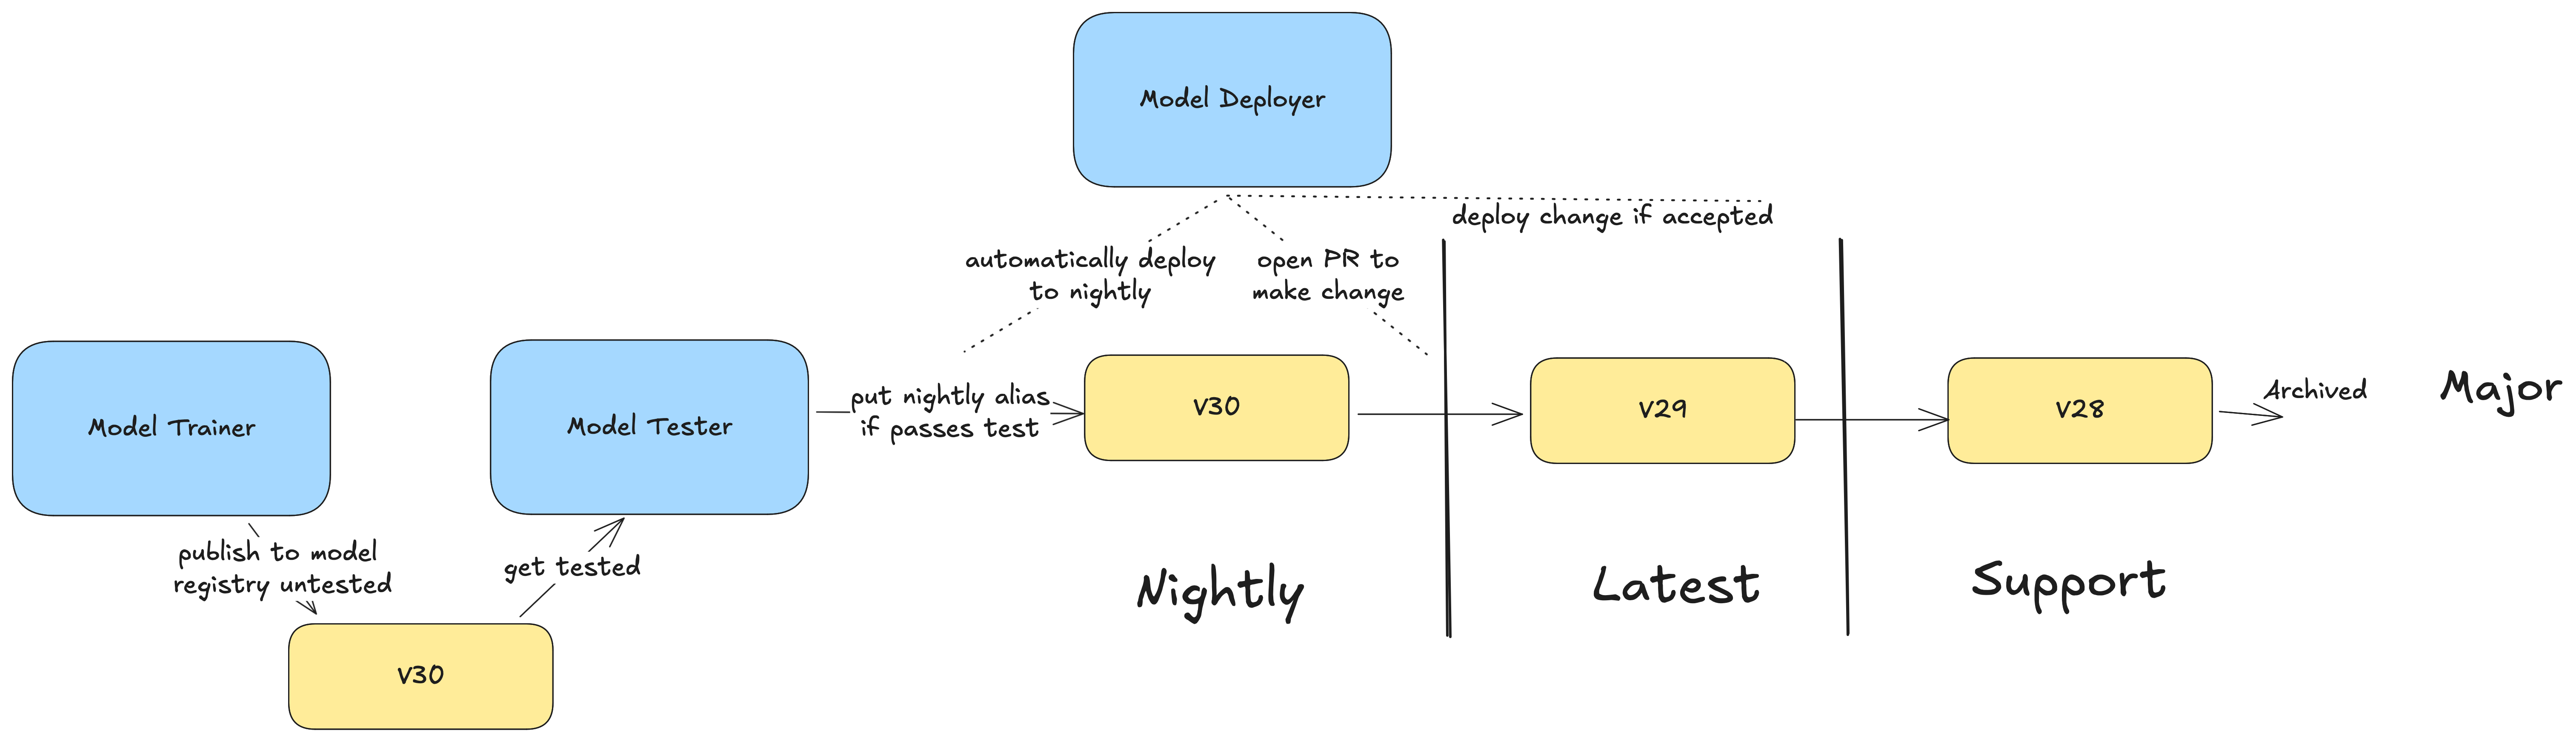 Model Deployer
deploy change if accepted
automatically deploy
to nightly
open PR to
make change
Model Trainer
Model Tester
put nightly alias
if passes test
V30
V29
V28
Archived
Major
publish to model
registry untested
get tested
Nightly
Latest
Support
V30